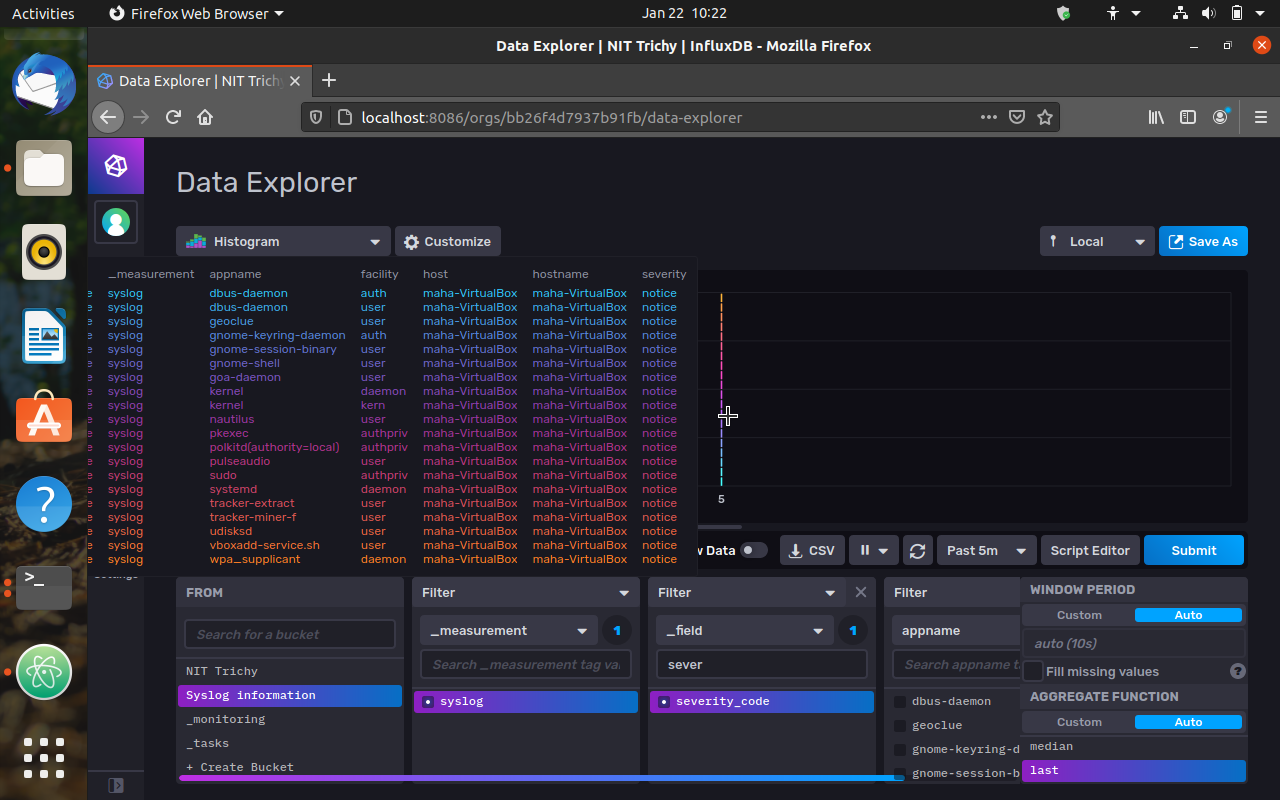 Activities Firefox Web Browser Jan 22 10:22
Data Explorer | NIT Trichy | InfluxDB - Mozilla Firefox
Data Explorer | NIT Trich
localhost:8086/orgs/bb26f4d7937b91fb/data-explorer
Data Explorer
Histogram Customize Local Save As
_measurement appname facility host hostname severity
e syslog dbus-daemon auth maha-VirtualBox maha-VirtualBox notice
e syslog dbus-daemon user maha-VirtualBox maha-VirtualBox notice
e syslog geoclue user maha-VirtualBox maha-VirtualBox notice
e syslog gnome-keyring-daemon auth maha-VirtualBox maha-VirtualBox notice
e syslog gnome-session-binary user maha-VirtualBox maha-VirtualBox notice
e syslog gnome-shell user maha-VirtualBox maha-VirtualBox notice
e syslog goa-daemon user maha-VirtualBox maha-VirtualBox notice
e syslog kernel daemon maha-VirtualBox maha-VirtualBox notice
e syslog kernel kern maha-VirtualBox maha-VirtualBox notice
e syslog nautilus user maha-VirtualBox maha-VirtualBox notice
e syslog pkexec authpriv maha-VirtualBox maha-VirtualBox notice
e syslog polkitd(authority=local) authpriv maha-VirtualBox maha-VirtualBox notice
e syslog pulseaudio user maha-VirtualBox maha-VirtualBox notice
e syslog sudo authpriv maha-VirtualBox maha-VirtualBox notice
e syslog systemd daemon maha-VirtualBox maha-VirtualBox notice
e syslog tracker-extract user maha-VirtualBox maha-VirtualBox notice
e syslog tracker-miner-f user maha-VirtualBox maha-VirtualBox notice
e syslog udisksd user maha-VirtualBox maha-VirtualBox notice
e syslog vboxadd-service.sh user maha-VirtualBox maha-VirtualBox notice
e syslog wpa_supplicant daemon maha-VirtualBox maha-VirtualBox notice
5
w Data CSV Past 5m Script Editor Submit
FROM Filter Filter Filter WINDOW PERIOD
Custom Auto
_measurement 1 _field 1 appname
Search for a bucket auto (10s)
Search _measurement tag va sever Search appname t
NIT Trichy Fill missing values ?
Syslog information syslog severity_code dbus-daemon AGGREGATE FUNCTION
_monitoring geoclue Custom Auto
_tasks gnome-keyring-d median
+ Create Bucket gnome-session-b last